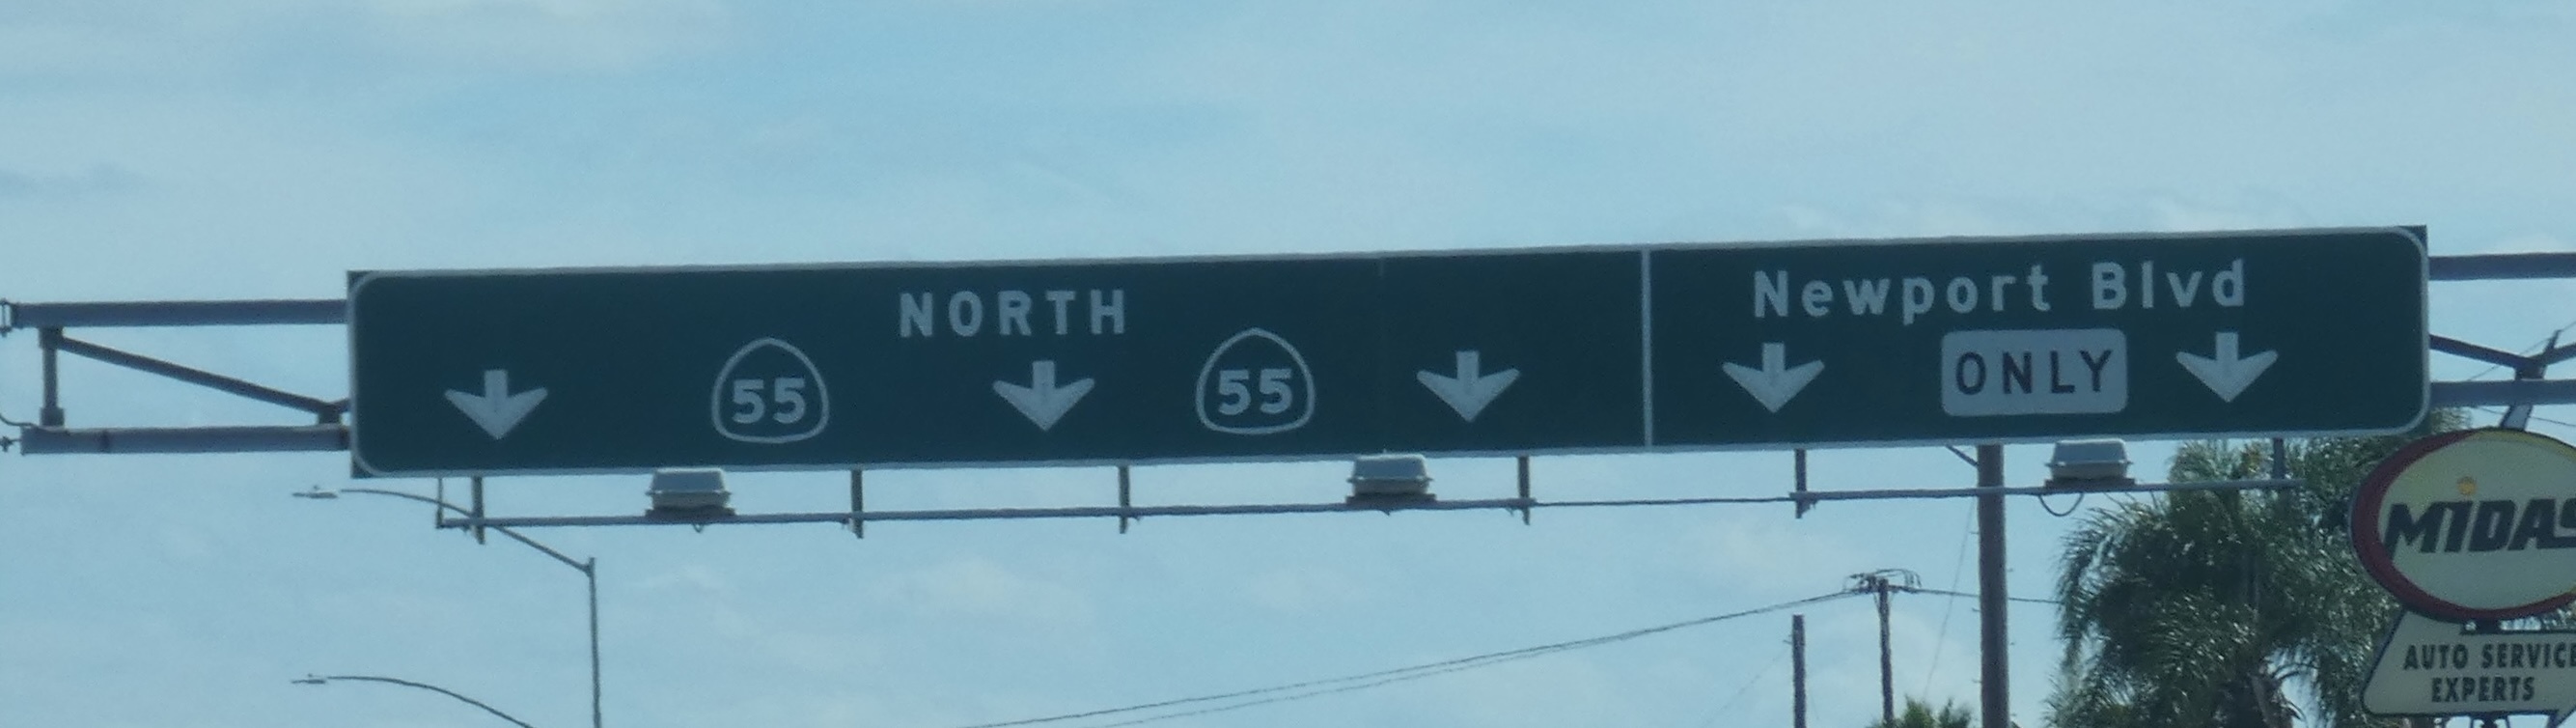 NORTH
55 55
Newport Blvd
ONLY
MIDAS
AUTO SERVICE
EXPERTS